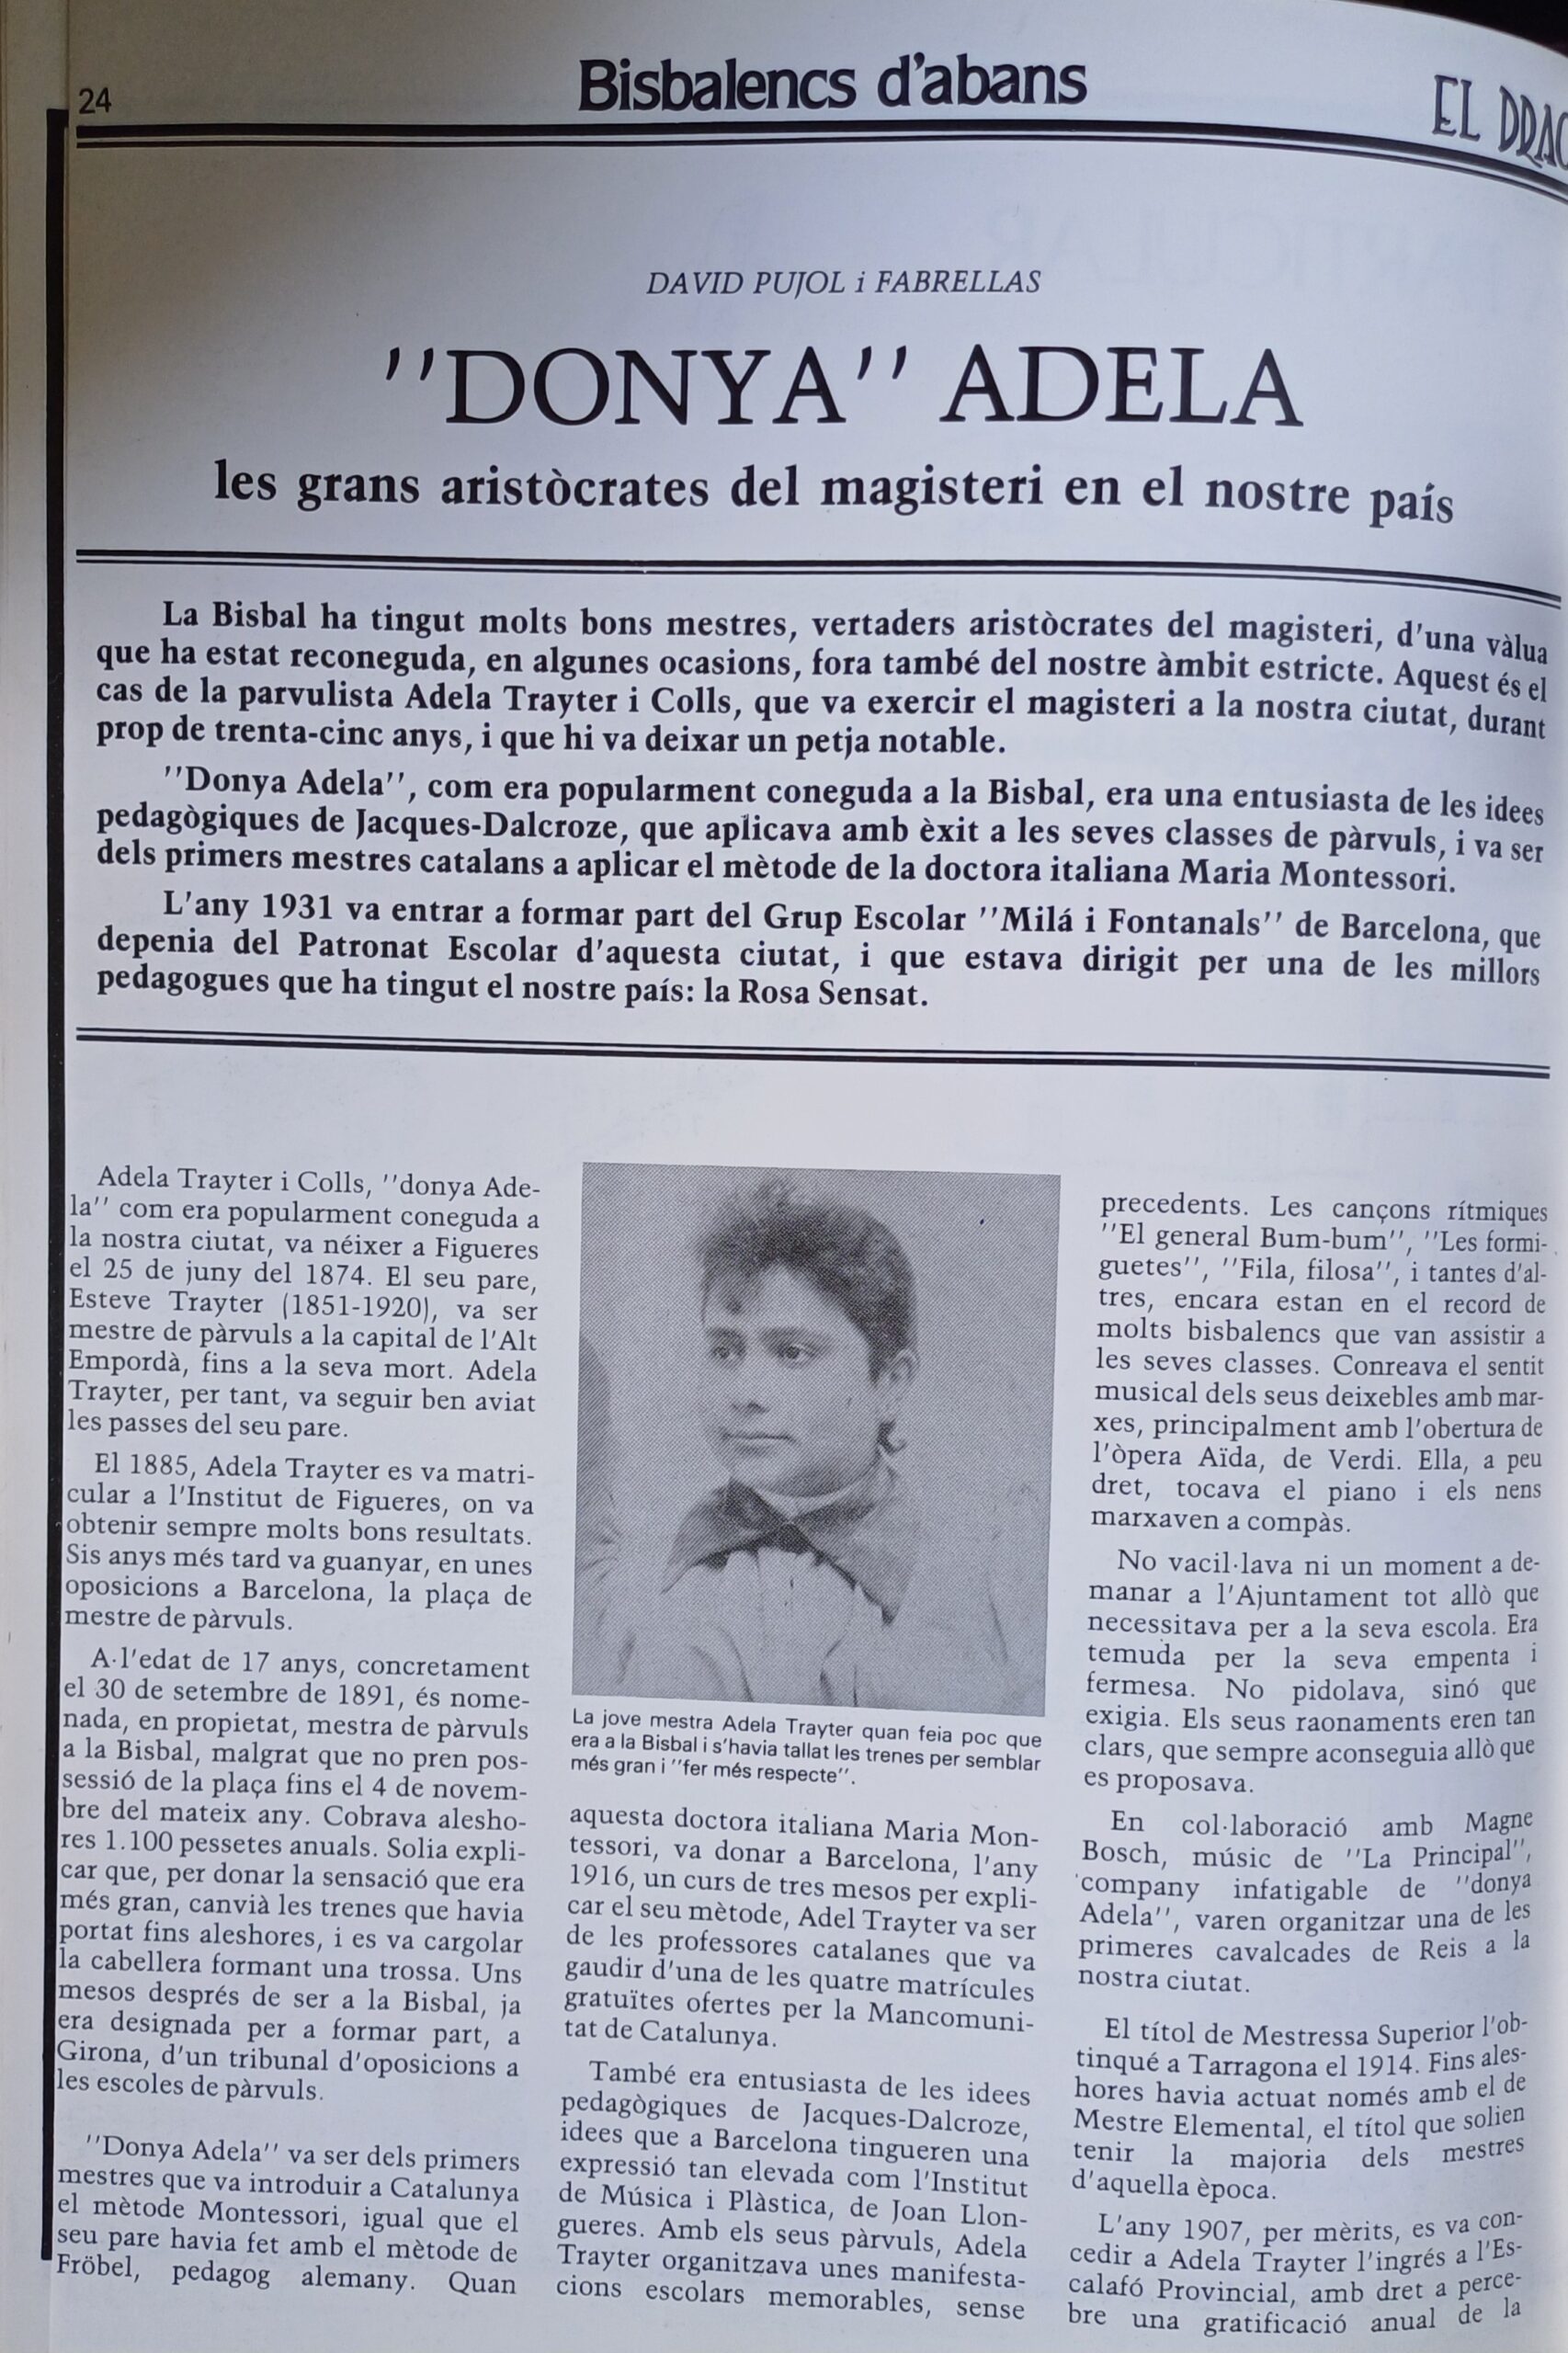 24
Bisbalencs d'abans
EL DRAC
DAVID PUJOL i FABRELLAS
''DONYA'' ADELA
les grans aristòcrates del magisteri en el nostre país
La Bisbal ha tingut molts bons mestres, vertaders aristòcrates del magisteri, d'una vàlua
que ha estat reconeguda, en algunes ocasions, fora també del nostre àmbit estricte. Aquest és el
cas de la parvulista Adela Trayter i Colls, que va exercir el magisteri a la nostra ciutat, durant
prop de trenta-cinc anys, i que hi va deixar un petja notable.
''Donya Adela'', com era popularment coneguda a la Bisbal, era una entusiasta de les idees
pedagògiques de Jacques-Dalcroze, que aplicava amb èxit a les seves classes de pàrvuls, i va ser
dels primers mestres catalans a aplicar el mètode de la doctora italiana Maria Montessori.
L'any 1931 va entrar a formar part del Grup Escolar ''Milá i Fontanals'' de Barcelona, que
depenia del Patronat Escolar d'aquesta ciutat, i que estava dirigit per una de les millors
pedagogues que ha tingut el nostre país: la Rosa Sensat.
Adela Trayter i Colls, ''donya Ade-
la'' com era popularment coneguda a
la nostra ciutat, va néixer a Figueres
el 25 de juny del 1874. El seu pare,
Esteve Trayter (1851-1920), va ser
mestre de pàrvuls a la capital de l'Alt
Empordà, fins a la seva mort. Adela
Trayter, per tant, va seguir ben aviat
les passes del seu pare.
El 1885, Adela Trayter es va matri-
cular a l'Institut de Figueres, on va
obtenir sempre molts bons resultats.
Sis anys més tard va guanyar, en unes
oposicions a Barcelona, la plaça de
mestre de pàrvuls.
A·l'edat de 17 anys, concretament
el 30 de setembre de 1891, és nome-
nada, en propietat, mestra de pàrvuls
a la Bisbal, malgrat que no pren pos-
sessió de la plaça fins el 4 de novem-
bre del mateix any. Cobrava alesho-
res 1.100 pessetes anuals. Solia expli-
car que, per donar la sensació que era
més gran, canvià les trenes que havia
portat fins aleshores, i es va cargolar
la cabellera formant una trossa. Uns
mesos després de ser a la Bisbal, ja
era designada per a formar part, a
Girona, d'un tribunal d'oposicions a
les escoles de pàrvuls.
''Donya Adela'' va ser dels primers
mestres que va introduir a Catalunya
el mètode Montessori, igual que el
seu pare havia fet amb el mètode de
Fröbel, pedagog alemany. Quan
La jove mestra Adela Trayter quan feia poc que
era a la Bisbal i s'havia tallat les trenes per semblar
més gran i ''fer més respecte''.
aquesta doctora italiana Maria Mon-
tessori, va donar a Barcelona, l'any
1916, un curs de tres mesos per expli-
car el seu mètode, Adel Trayter va ser
de les professores catalanes que va
gaudir d'una de les quatre matrícules
gratuïtes ofertes per la Mancomuni-
tat de Catalunya.
També era entusiasta de les idees
pedagògiques de Jacques-Dalcroze,
idees que a Barcelona tingueren una
expressió tan elevada com l'Institut
de Música i Plàstica, de Joan Llon-
gueres. Amb els seus pàrvuls, Adela
Trayter organitzava unes manifesta-
cions escolars memorables, sense
precedents. Les cançons rítmiques
''El general Bum-bum'', ''Les formi-
guetes'', ''Fila, filosa'', i tantes d'al-
tres, encara estan en el record de
molts bisbalencs que van assistir a
les seves classes. Conreava el sentit
musical dels seus deixebles amb mar-
xes, principalment amb l'obertura de
l'òpera Aïda, de Verdi. Ella, a peu
dret, tocava el piano i els nens
marxaven a compàs.
No vacil·lava ni un moment a de-
manar a l'Ajuntament tot allò que
necessitava per a la seva escola. Era
temuda per la seva empenta i
fermesa. No pidolava, sinó que
exigia. Els seus raonaments eren tan
clars, que sempre aconseguia allò que
es proposava.
En col·laboració amb Magne
Bosch, músic de ''La Principal'',
company infatigable de ''donya
Adela'', varen organitzar una de les
primeres cavalcades de Reis a la
nostra ciutat.
El títol de Mestressa Superior l'ob-
tinqué a Tarragona el 1914. Fins ales-
hores havia actuat només amb el de
Mestre Elemental, el títol que solien
tenir la majoria dels mestres
d'aquella època.
L'any 1907, per mèrits, es va con-
cedir a Adela Trayter l'ingrés a l'Es-
calafó Provincial, amb dret a perce-
bre una gratificació anual de la